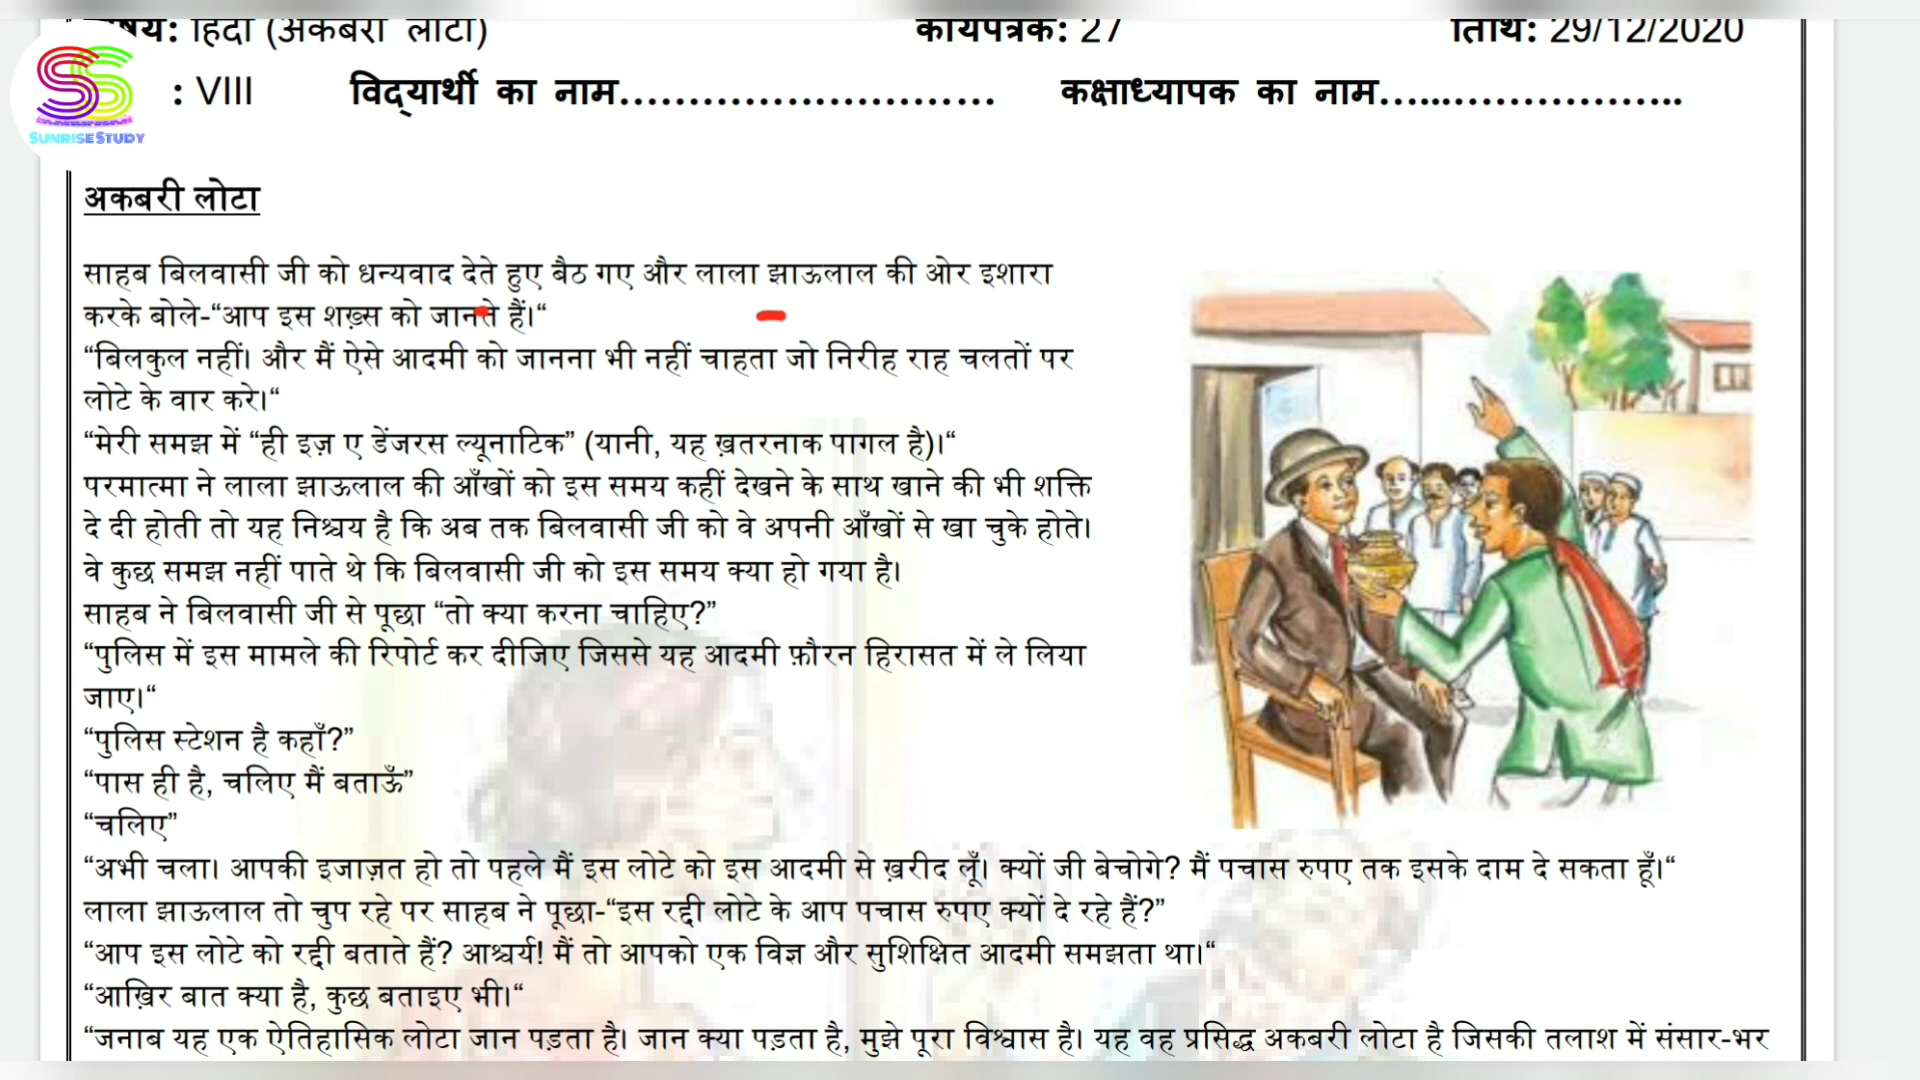 विषय: हिंदी (अकबरी लोटा) कार्यपत्रक: 27 तिथि: 29/12/2020
: VIII विद्यार्थी का नाम........................... कक्षाध्यापक का नाम.........................
SUNRISESTUDY
अकबरी लोटा
साहब बिलवासी जी को धन्यवाद देते हुए बैठ गए और लाला झाऊलाल की ओर इशारा
करके बोले-“आप इस शख़्स को जानते हैं।“
“बिलकुल नहीं। और मैं ऐसे आदमी को जानना भी नहीं चाहता जो निरीह राह चलतों पर
लोटे के वार करे।“
“मेरी समझ में “ही इज़ ए डेंजरस ल्यूनाटिक” (यानी, यह ख़तरनाक पागल है)।“
परमात्मा ने लाला झाऊलाल की आँखों को इस समय कहीं देखने के साथ खाने की भी शक्ति
दे दी होती तो यह निश्चय है कि अब तक बिलवासी जी को वे अपनी आँखों से खा चुके होते।
वे कुछ समझ नहीं पाते थे कि बिलवासी जी को इस समय क्या हो गया है।
साहब ने बिलवासी जी से पूछा “तो क्या करना चाहिए?”
“पुलिस में इस मामले की रिपोर्ट कर दीजिए जिससे यह आदमी फ़ौरन हिरासत में ले लिया
जाए।“
“पुलिस स्टेशन है कहाँ?”
“पास ही है, चलिए मैं बताऊँ”
“चलिए”
“अभी चला। आपकी इजाज़त हो तो पहले मैं इस लोटे को इस आदमी से ख़रीद लूँ। क्यों जी बेचोगे? मैं पचास रुपए तक इसके दाम दे सकता हूँ।“
लाला झाऊलाल तो चुप रहे पर साहब ने पूछा-“इस रद्दी लोटे के आप पचास रुपए क्यों दे रहे हैं?”
“आप इस लोटे को रद्दी बताते हैं? आश्चर्य! मैं तो आपको एक विज्ञ और सुशिक्षित आदमी समझता था।“
“आख़िर बात क्या है, कुछ बताइए भी।“
“जनाब यह एक ऐतिहासिक लोटा जान पड़ता है। जान क्या पड़ता है, मुझे पूरा विश्वास है। यह वह प्रसिद्ध अकबरी लोटा है जिसकी तलाश में संसार-भर